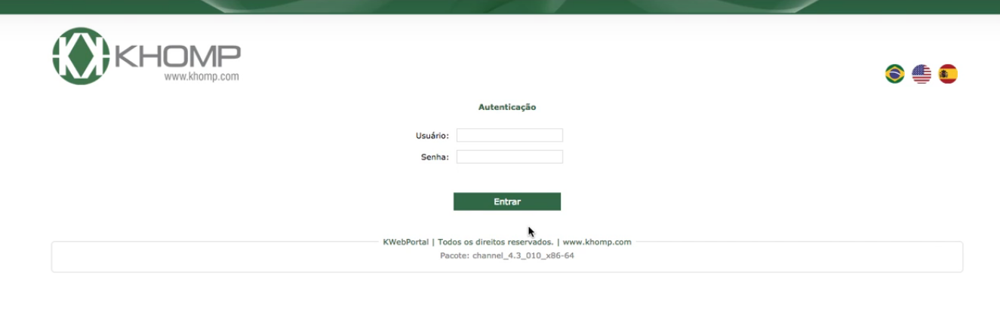 KHOMP
www.khomp.com
Autenticação
Usuário:
Senha:
Entrar
KWebPortal | Todos os direitos reservados. | www.khomp.com
Pacote: channel_4.3_010_x86-64